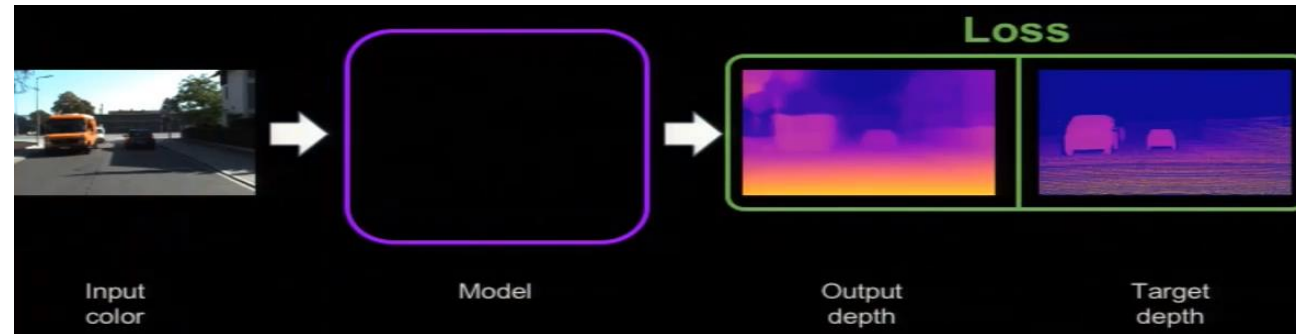 Loss
Input
color
Model
Output
depth
Target
depth